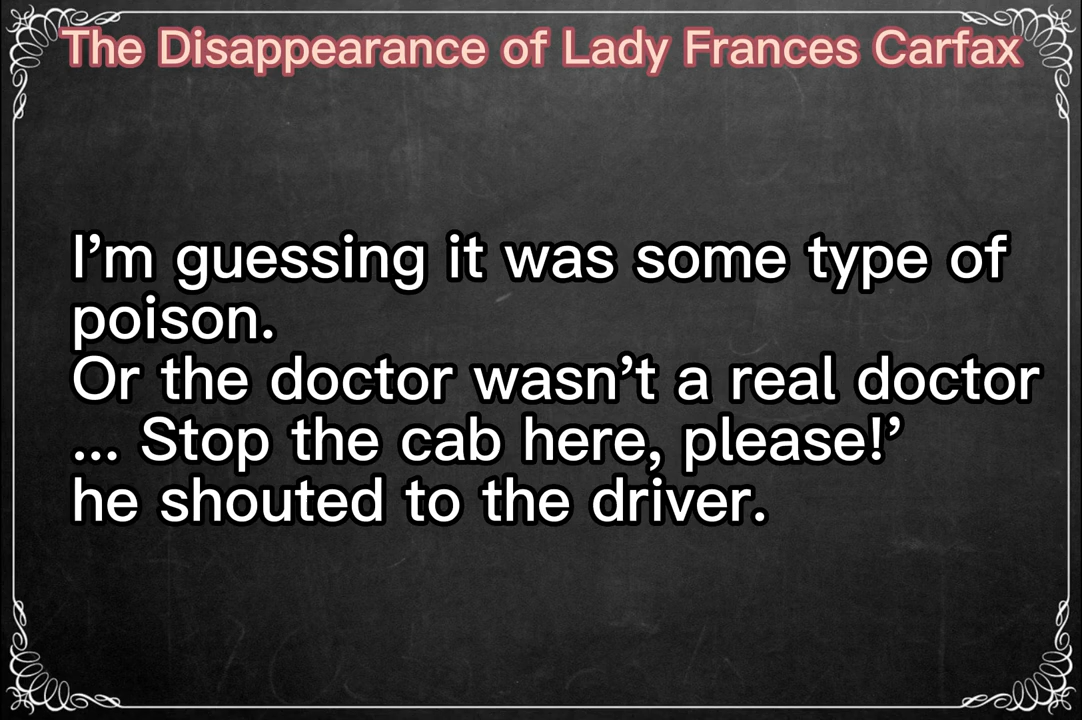 The Disappearance of Lady Frances Carfax
I’m guessing it was some type of
poison.
Or the doctor wasn’t a real doctor
... Stop the cab here, please!’
he shouted to the driver.